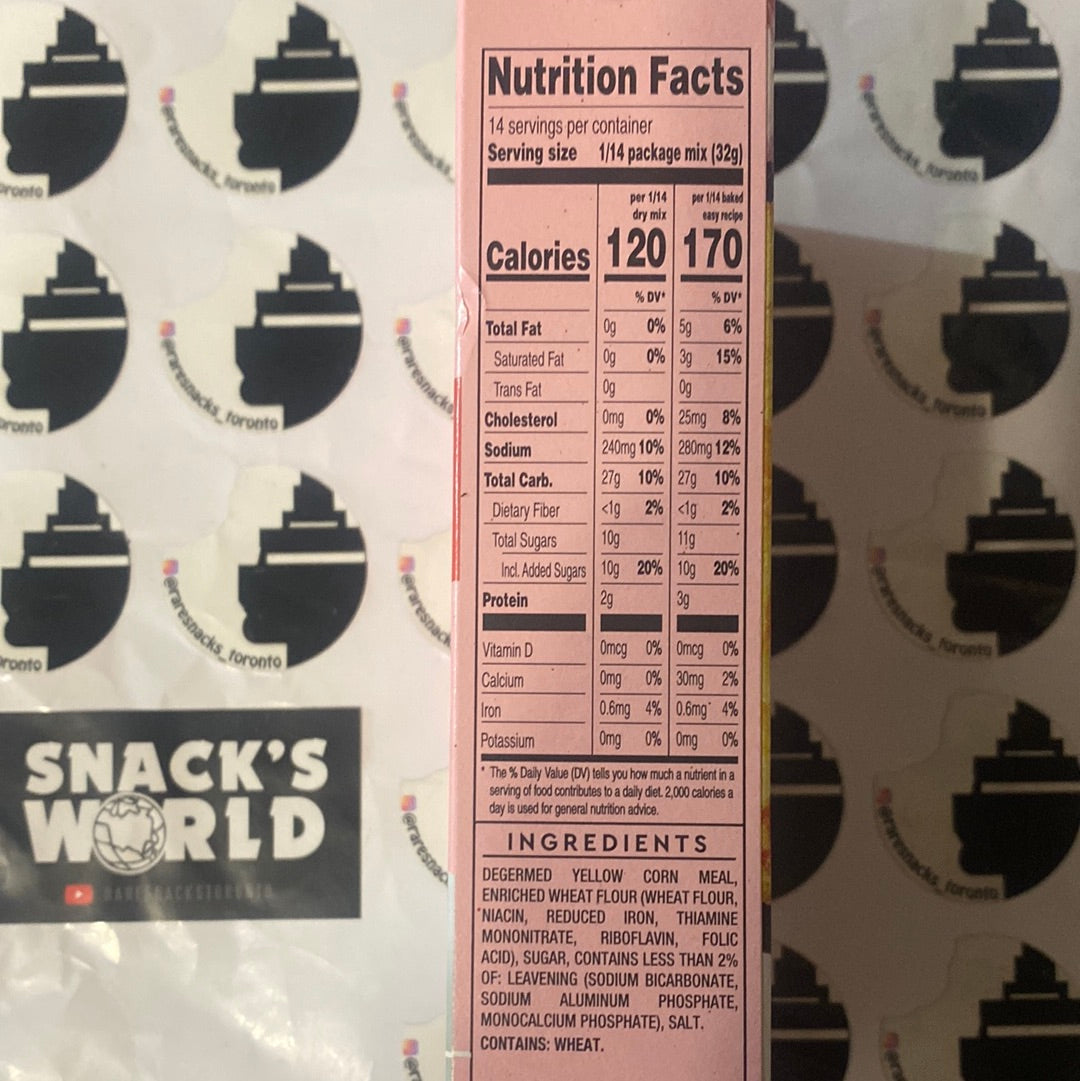 Nutrition Facts
14 servings per container
Serving size 1/14 package mix (32g)
per 1/14 dry mix
per 1/14 baked easy recipe
Calories 120 170
% DV* % DV*
Total Fat 0g 0% 5g 6%
Saturated Fat 0g 0% 3g 15%
Trans Fat 0g 0g
Cholesterol 0mg 0% 25mg 8%
Sodium 240mg 10% 280mg 12%
Total Carb. 27g 10% 27g 10%
Dietary Fiber <1g 2% <1g 2%
Total Sugars 10g 11g
Incl. Added Sugars 10g 20% 10g 20%
Protein 2g 3g
Vitamin D 0mcg 0% 0mcg 0%
Calcium 0mg 0% 30mg 2%
Iron 0.6mg 4% 0.6mg 4%
Potassium 0mg 0% 0mg 0%
* The % Daily Value (DV) tells you how much a nutrient in a
serving of food contributes to a daily diet. 2,000 calories a
day is used for general nutrition advice.
INGREDIENTS
DEGERMED YELLOW CORN MEAL,
ENRICHED WHEAT FLOUR (WHEAT FLOUR,
NIACIN, REDUCED IRON, THIAMINE
MONONITRATE, RIBOFLAVIN, FOLIC
ACID), SUGAR, CONTAINS LESS THAN 2%
OF: LEAVENING (SODIUM BICARBONATE,
SODIUM ALUMINUM PHOSPHATE,
MONOCALCIUM PHOSPHATE), SALT.
CONTAINS: WHEAT.
SNACK'S
WORLD
@raresnacks_toronto
@raresnacks_toronto
@raresnacks_toronto
@raresnacks_toronto
@raresnacks_toronto
@raresnacks_toronto
@raresnacks_toronto